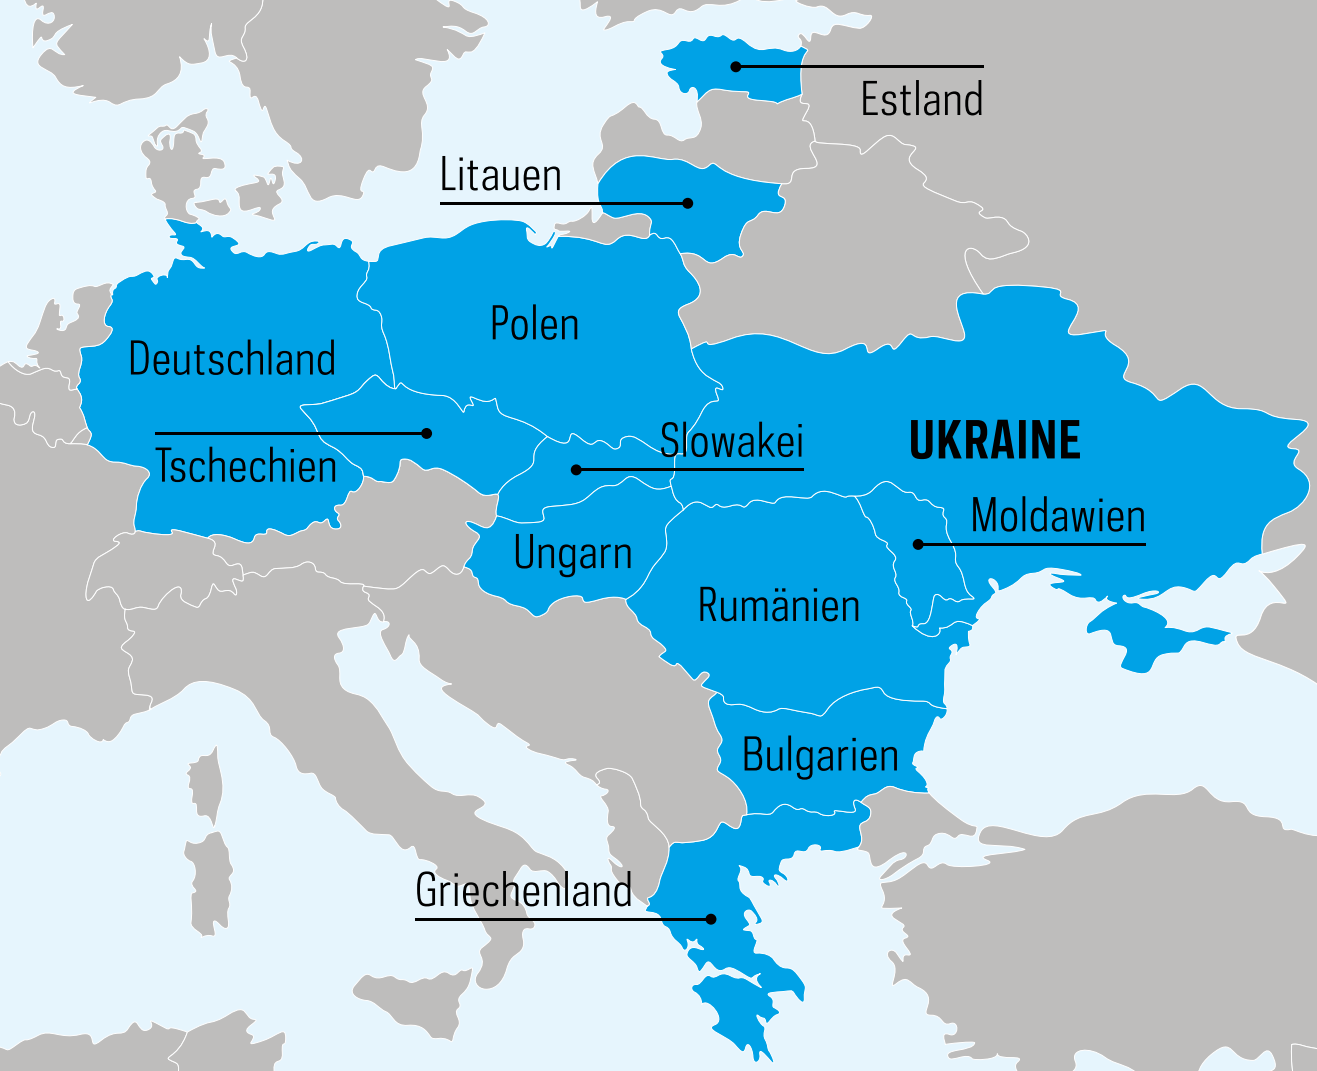 Estland
Litauen
Polen
Deutschland
Slowakei
UKRAINE
Tschechien
Moldawien
Ungarn
Rumänien
Bulgarien
Griechenland